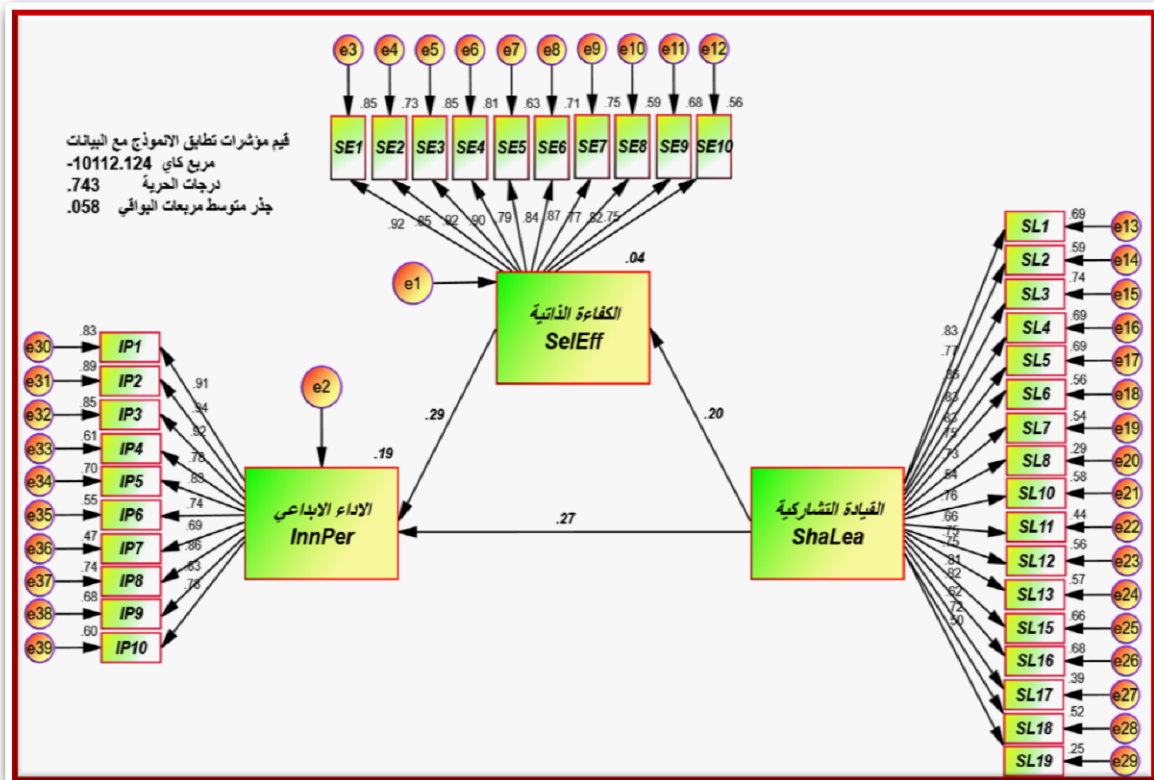 e3 e4 e5 e6 e7 e8 e9 e10 e11 e12
.85 .73 .85 .81 .63 .71 .75 .59 .68 .56
SE1 SE2 SE3 SE4 SE5 SE6 SE7 SE8 SE9 SE10
قيم مؤشرات تطابق الانموذج مع البيانات
مربع كاي 10112.124-
درجات الحرية .743
جذر متوسط مربعات البواقي .058
.92 .85 .92 .90 .79 .84 .87 .77 .82 .75
.04
e1
الكفاءة الذاتية
SelEff
.29
.20
e2
.19
الاداء الابداعي
InnPer
.27
القيادة التشاركية
ShaLea
e30 .83 IP1
e31 .89 IP2
e32 .85 IP3
e33 .61 IP4
e34 .70 IP5
e35 .55 IP6
e36 .47 IP7
e37 .74 IP8
e38 .68 IP9
e39 .60 IP10
.91
.94
.92
.78
.83
.74
.69
.86
.83
.83
.77
.83
.73
.76
.66
.75
.75
.81
.82
.62
.72
.50
SL1 .69 e13
SL2 .59 e14
SL3 .74 e15
SL4 .69 e16
SL5 .69 e17
SL6 .56 e18
SL7 .54 e19
SL8 .29 e20
SL10 .58 e21
SL11 .44 e22
SL12 .56 e23
SL13 .57 e24
SL15 .66 e25
SL16 .68 e26
SL17 .39 e27
SL18 .52 e28
SL19 .25 e29